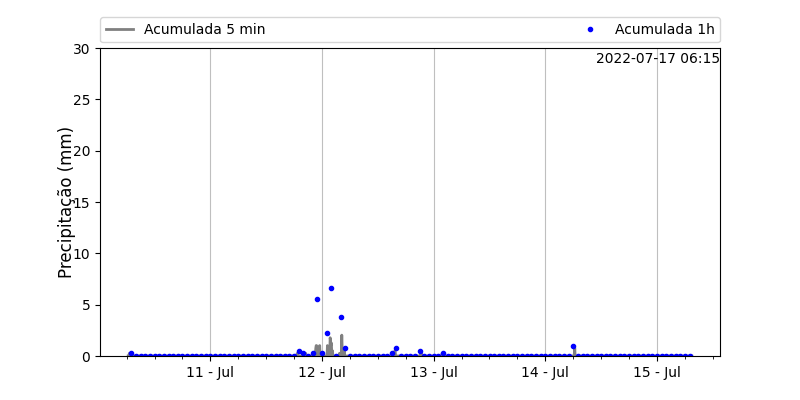 Acumulada 5 min
Acumulada 1h
2022-07-17 06:15
Precipitação (mm)
30
25
20
15
10
5
0
11 - Jul
12 - Jul
13 - Jul
14 - Jul
15 - Jul